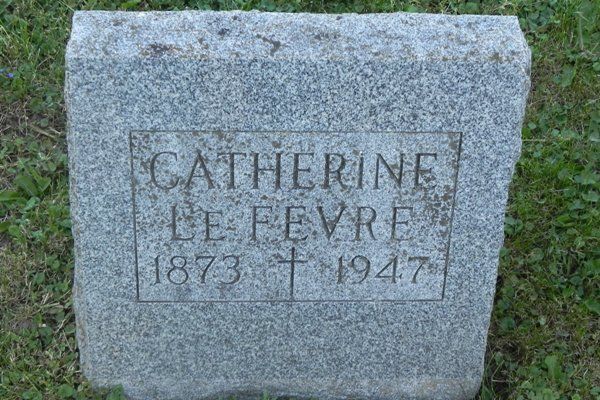 CATHERINE
LE FEVRE
1873 ✝ 1947